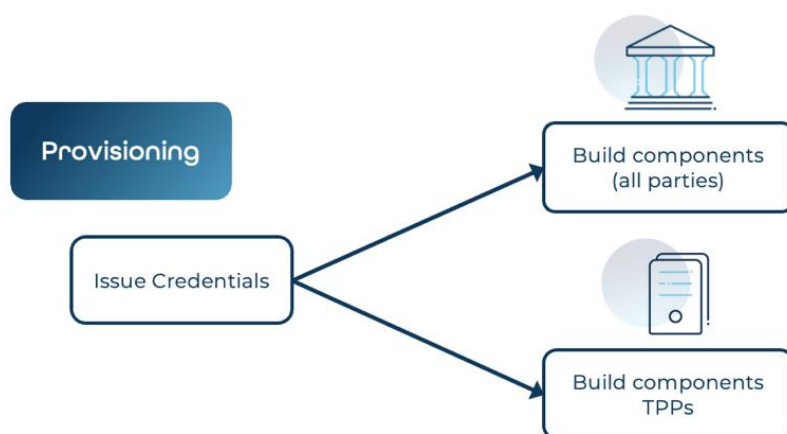 Provisioning
Build components
(all parties)
Issue Credentials
Build components
TPPs